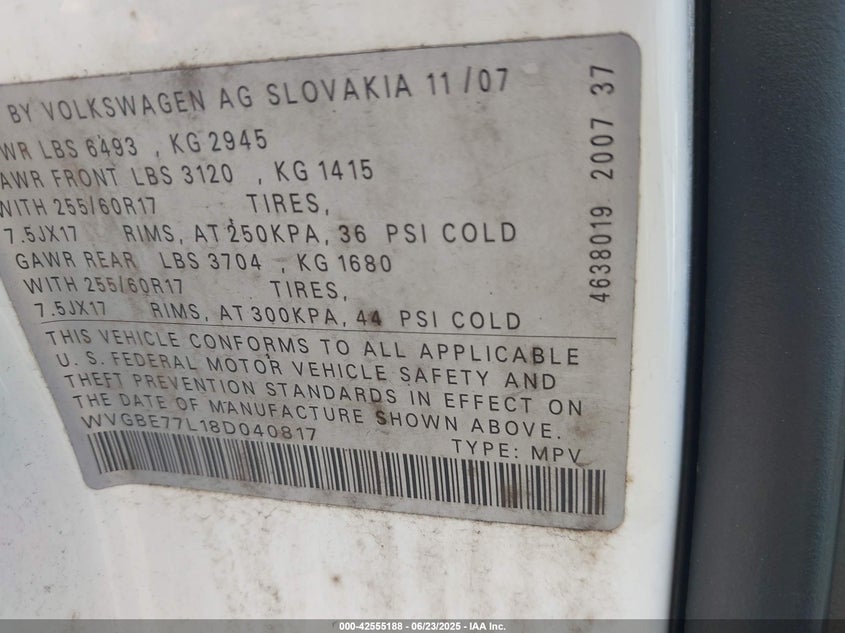 BY VOLKSWAGEN AG SLOVAKIA 11/07
WR LBS 6493 , KG 2945
AWR FRONT LBS 3120 , KG 1415
WITH 255/60R17 TIRES,
7.5JX17 RIMS, AT 250KPA, 36 PSI COLD
GAWR REAR LBS 3704 , KG 1680
WITH 255/60R17 TIRES,
7.5JX17 RIMS, AT 300KPA, 44 PSI COLD
THIS VEHICLE CONFORMS TO ALL APPLICABLE
U.S. FEDERAL MOTOR VEHICLE SAFETY AND
THEFT PREVENTION STANDARDS IN EFFECT ON
THE DATE OF MANUFACTURE SHOWN ABOVE.
WVGBE77L18D040817 TYPE: MPV
4638019 2007 37
000-42555188 - 06/23/2025 - IAA Inc.